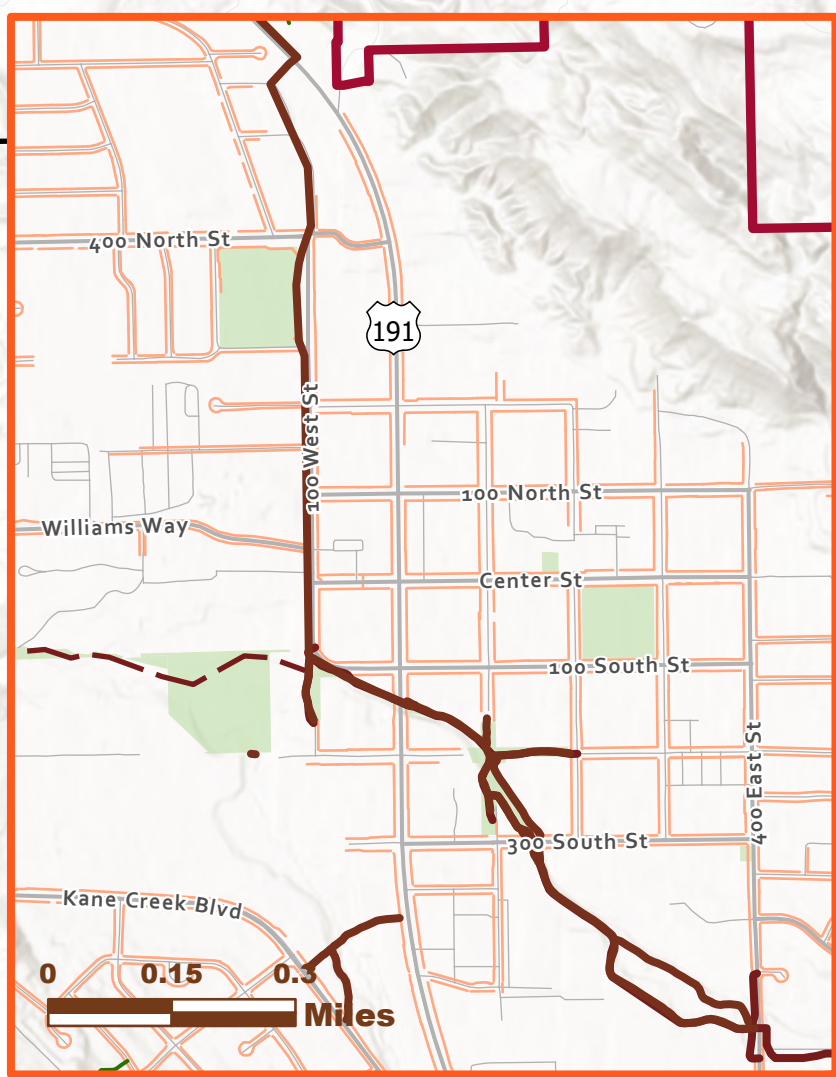 400 North St
191
100 West St
100 North St
Williams Way
Center St
100 South St
400 East St
300 South St
Kane Creek Blvd
0 0.15 0.3
Miles